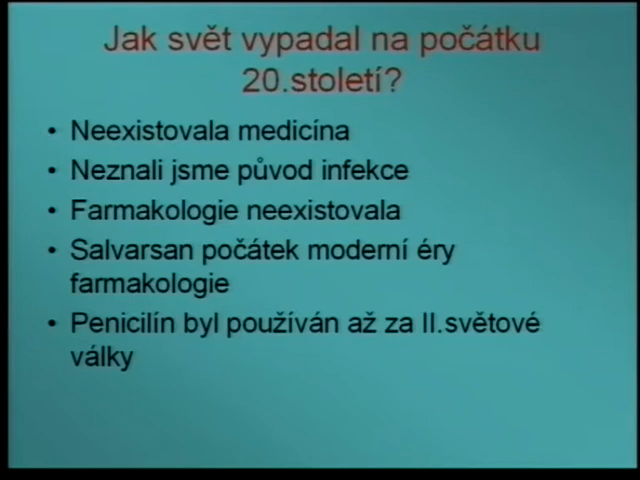 Jak svět vypadal na počátku
20.století?
• Neexistovala medicína
• Neznali jsme původ infekce
• Farmakologie neexistovala
• Salvarsan počátek moderní éry
farmakologie
• Penicilín byl používán až za II.světové
války